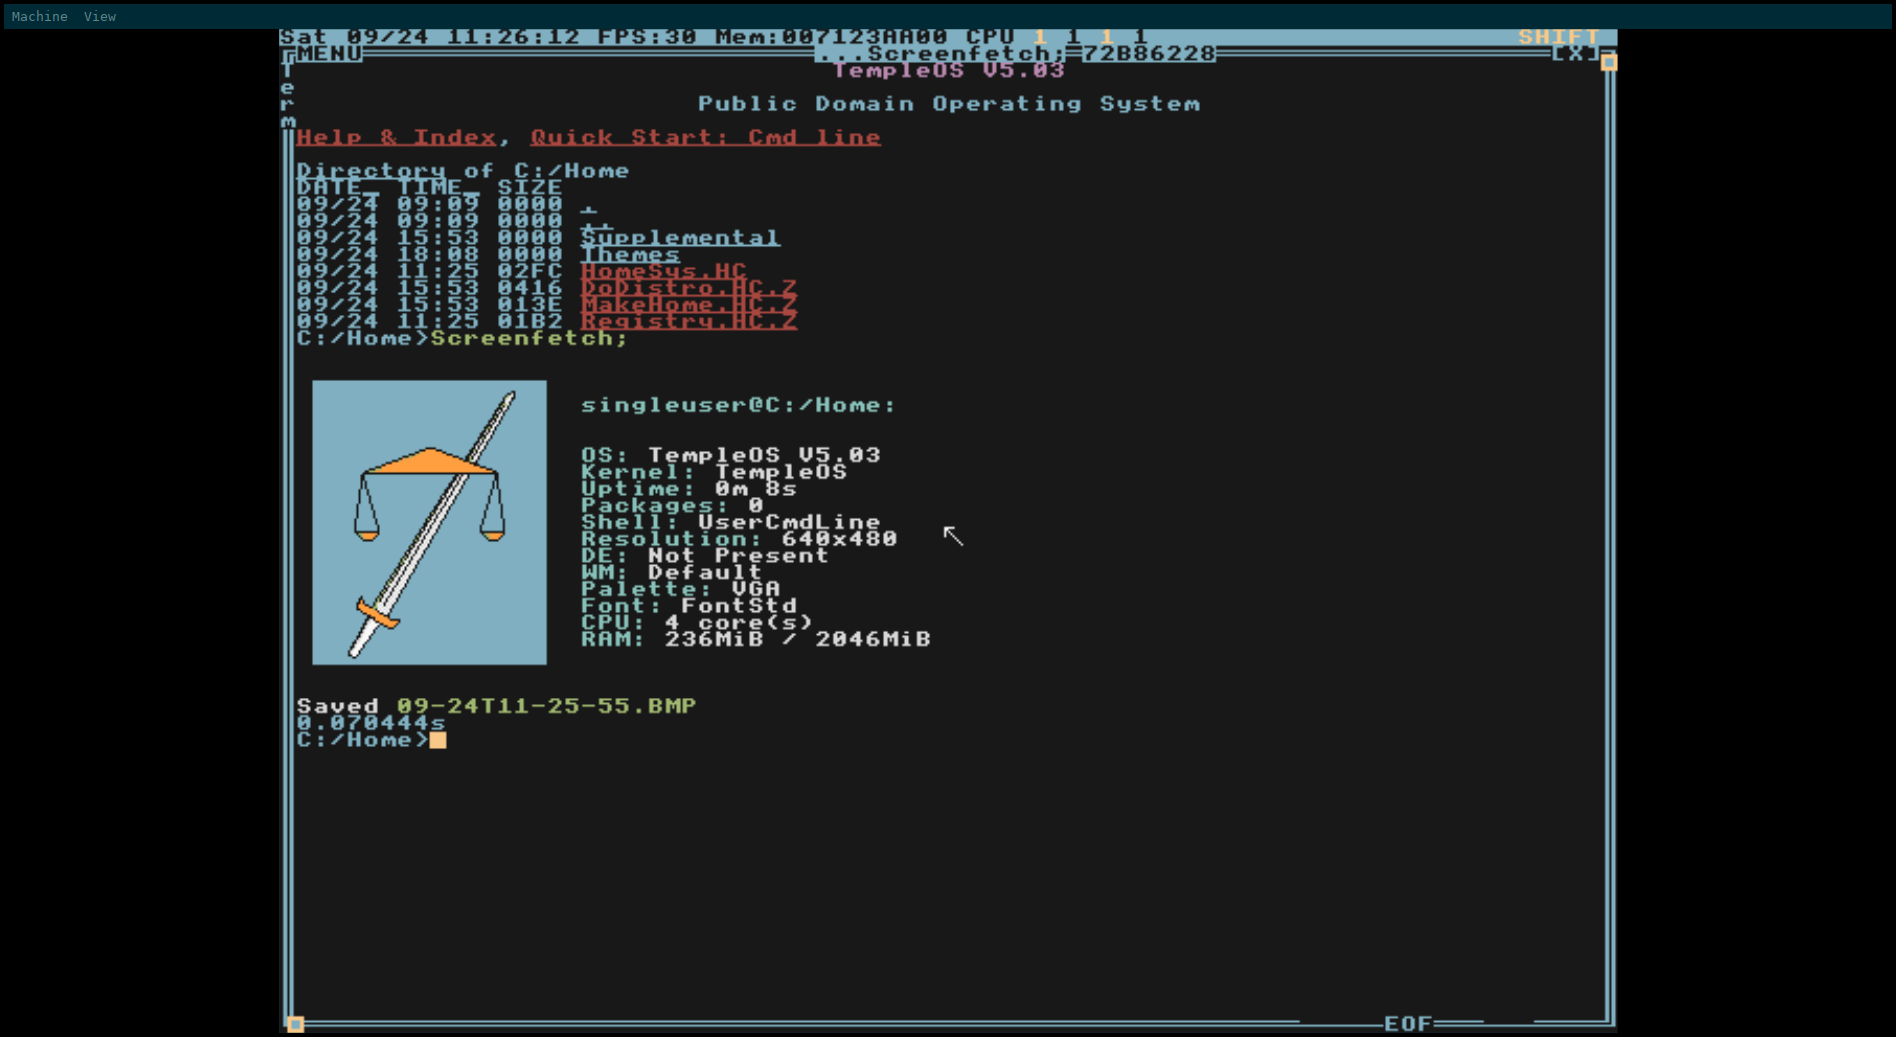 Machine View
Sat 09/24 11:26:12 FPS:30 Mem:007123AA00 CPU 1 1 1 1 SHIFT
MENU ...Screenfetch; 72B86228 [X]
Term
TempleOS V5.03
Public Domain Operating System
Help & Index, Quick Start: Cmd line
Directory of C:/Home
DATE_ TIME_ SIZE
09/24 09:09 0000 .
09/24 09:09 0000 ..
09/24 15:53 0000 Supplemental
09/24 18:08 0000 Themes
09/24 11:25 02FC HomeSys.HC
09/24 15:53 0416 DoDistro.HC.Z
09/24 15:53 013E MakeHome.HC.Z
09/24 11:25 01B2 Registry.HC.Z
C:/Home>Screenfetch;
singleuser@C:/Home:
OS: TempleOS V5.03
Kernel: TempleOS
Uptime: 0m 8s
Packages: 0
Shell: UserCmdLine
Resolution: 640x480
DE: Not Present
WM: Default
Palette: VGA
Font: FontStd
CPU: 4 core(s)
RAM: 236MiB / 2046MiB
Saved 09-24T11-25-55.BMP
0.070444s
C:/Home>
EOF